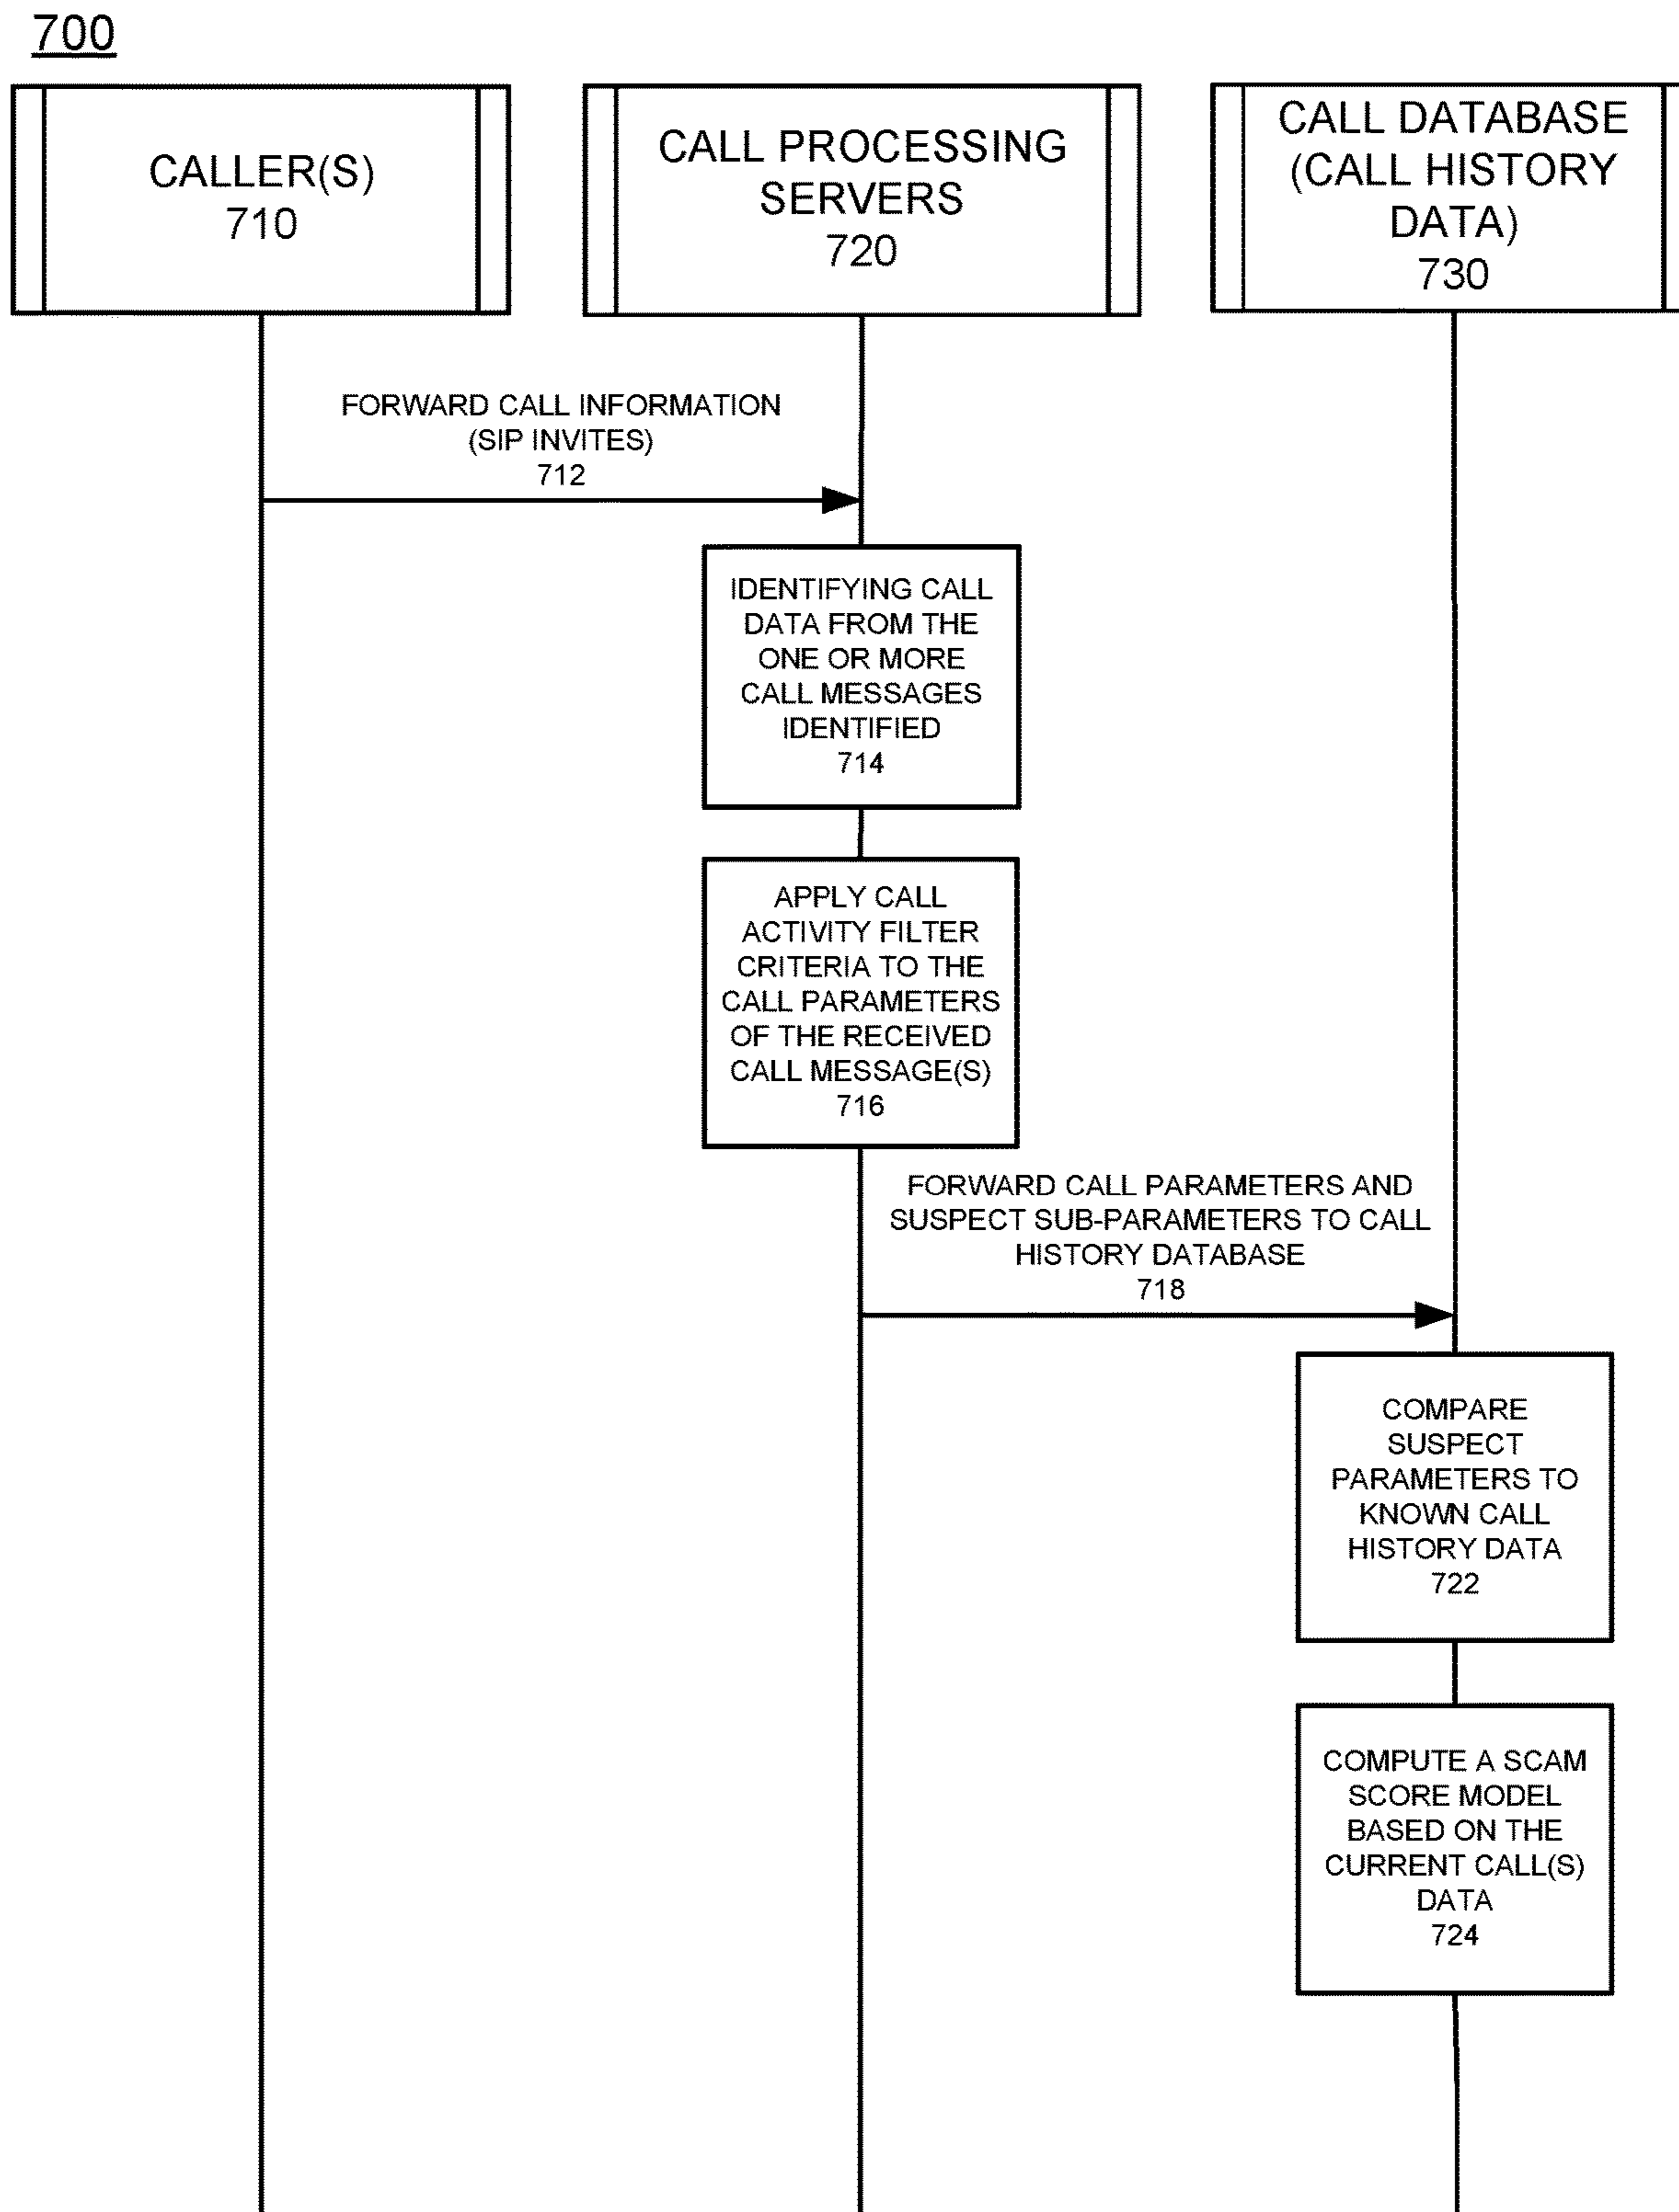 700
CALLER(S)
710
CALL PROCESSING
SERVERS
720
CALL DATABASE
(CALL HISTORY
DATA)
730
FORWARD CALL INFORMATION
(SIP INVITES)
712
IDENTIFYING CALL
DATA FROM THE
ONE OR MORE
CALL MESSAGES
IDENTIFIED
714
APPLY CALL
ACTIVITY FILTER
CRITERIA TO THE
CALL PARAMETERS
OF THE RECEIVED
CALL MESSAGE(S)
716
FORWARD CALL PARAMETERS AND
SUSPECT SUB-PARAMETERS TO CALL
HISTORY DATABASE
718
COMPARE
SUSPECT
PARAMETERS TO
KNOWN CALL
HISTORY DATA
722
COMPUTE A SCAM
SCORE MODEL
BASED ON THE
CURRENT CALL(S)
DATA
724